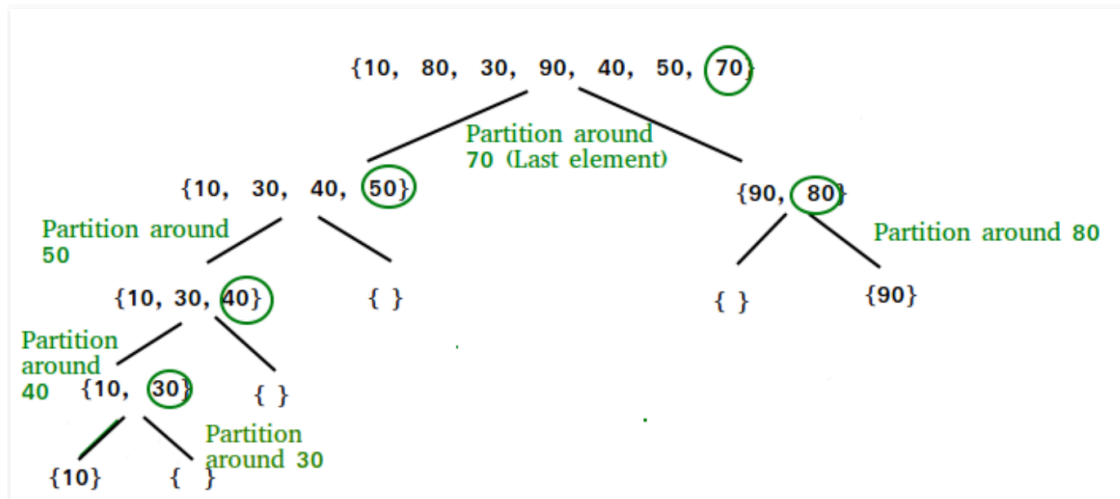 {10, 80, 30, 90, 40, 50, 70}
Partition around
70 (Last element)
{10, 30, 40, 50}
{90, 80}
Partition around
50
Partition around 80
{10, 30, 40}
{ }
{ }
{90}
Partition
around
40
{10, 30}
{ }
Partition
around 30
{10}
{ }